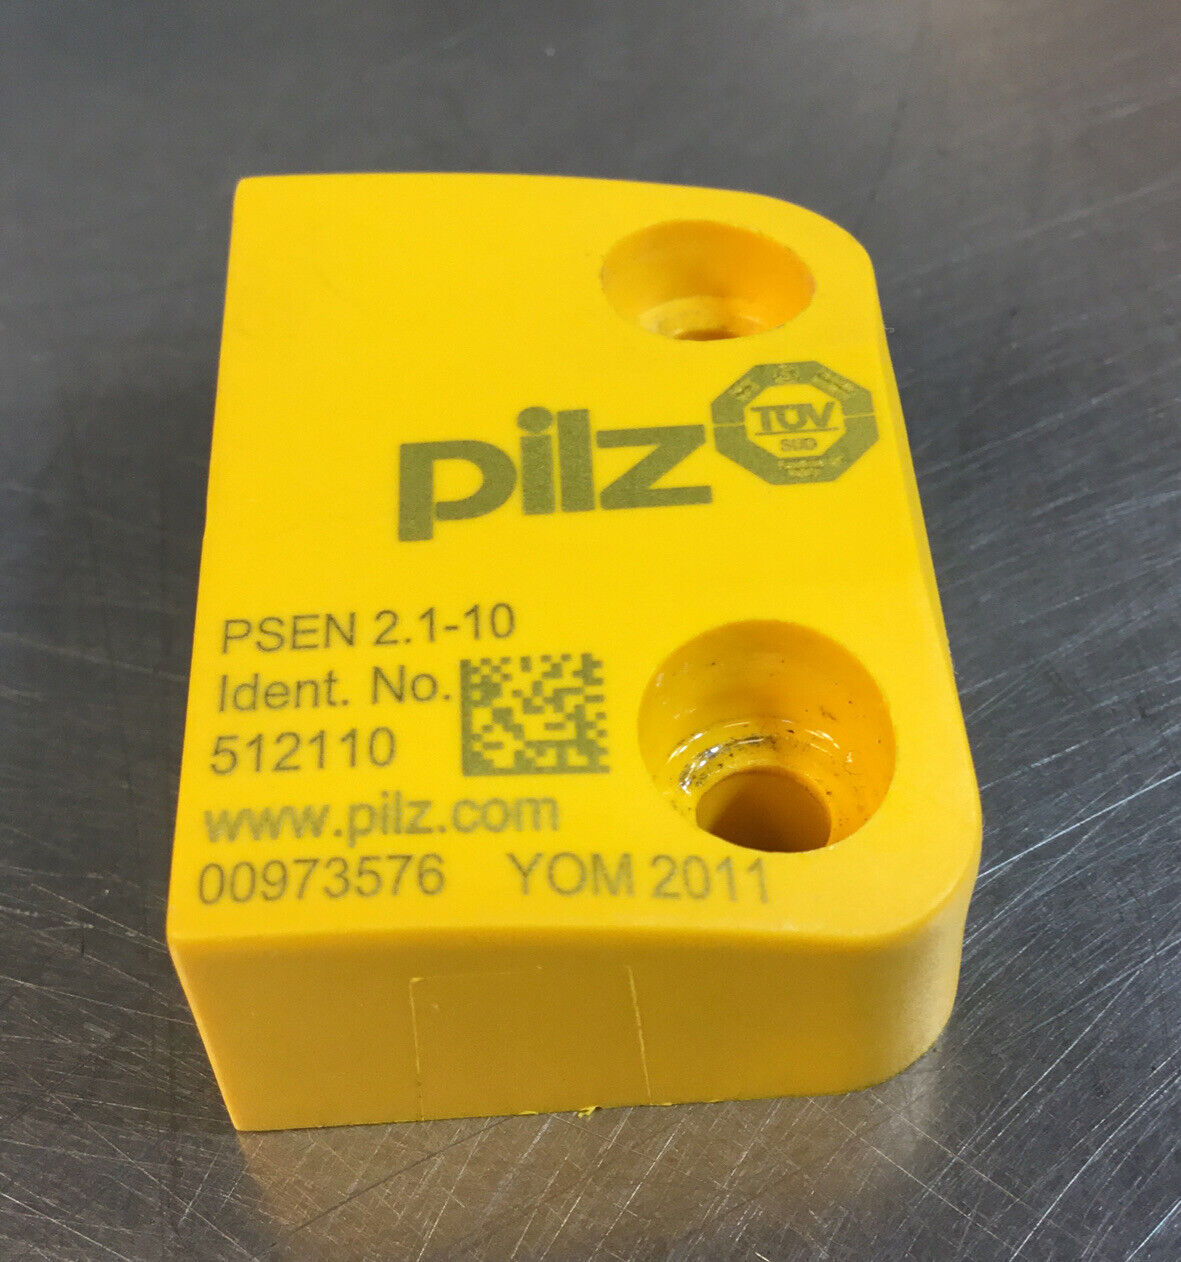 pilz
TÜV
SÜD
PSEN 2.1-10
Ident. No.
512110
www.pilz.com
00973576 YOM 2011